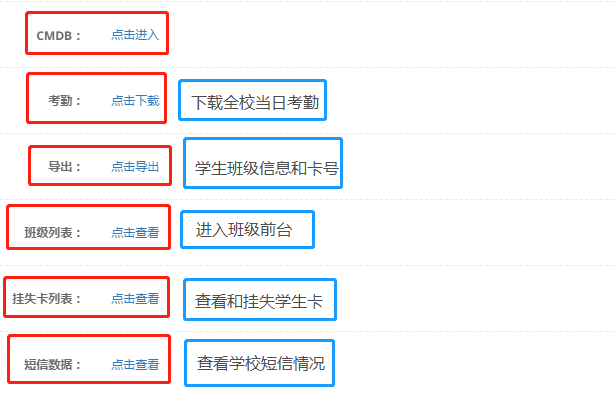 CMDB： 点击进入
考勤： 点击下载 下载全校当日考勤
导出： 点击导出 学生班级信息和卡号
班级列表： 点击查看 进入班级前台
挂失卡列表： 点击查看 查看和挂失学生卡
短信数据： 点击查看 查看学校短信情况